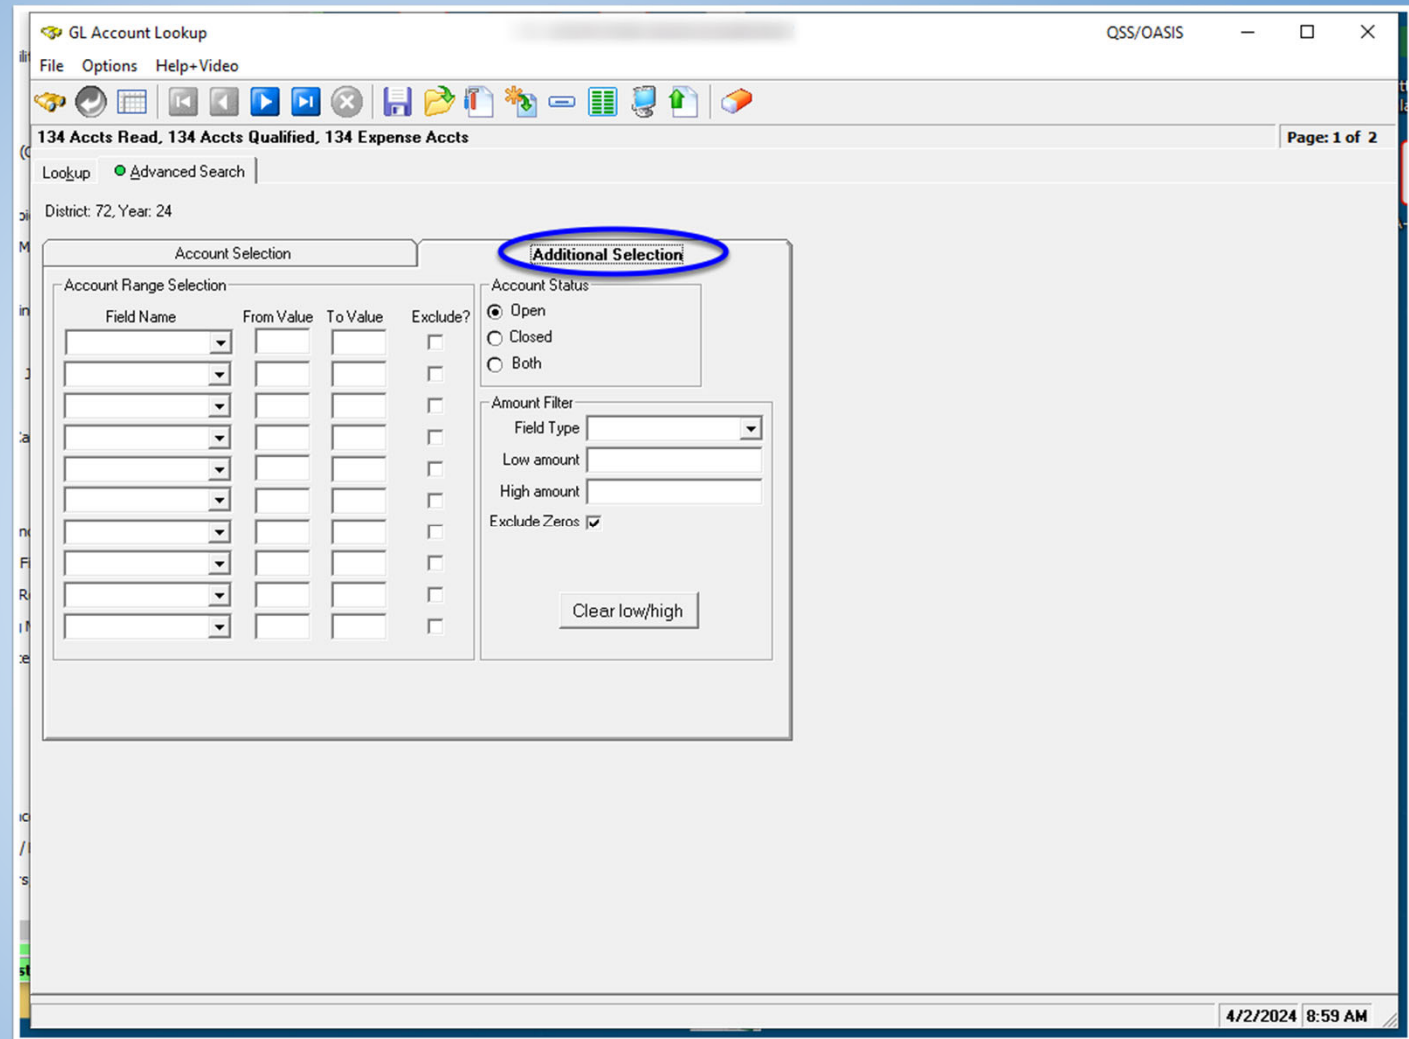 GL Account Lookup
QSS/OASIS
File Options Help+Video
134 Accts Read, 134 Accts Qualified, 134 Expense Accts
Page: 1 of 2
Lookup
Advanced Search
District: 72, Year: 24
Account Selection
Additional Selection
Account Range Selection
Field Name From Value To Value Exclude?
Account Status
Open
Closed
Both
Amount Filter
Field Type
Low amount
High amount
Exclude Zeros
Clear low/high
4/2/2024 8:59 AM